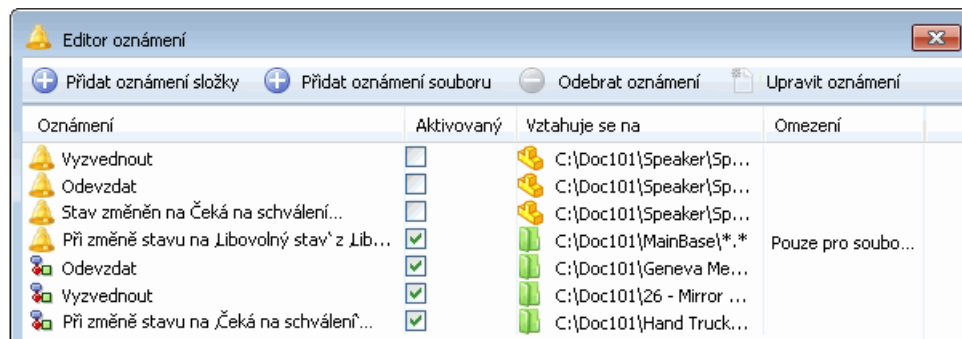 Editor oznámení
Přidat oznámení složky Přidat oznámení souboru Odebrat oznámení Upravit oznámení
Oznámení Aktivovaný Vztahuje se na Omezení
Vyzvednout C:\Doc101\Speaker\Sp...
Odevzdat C:\Doc101\Speaker\Sp...
Stav změněn na Čeká na schválení... C:\Doc101\Speaker\Sp...
Při změně stavu na ‚Libovolný stav‘ z ‚Lib... C:\Doc101\MainBase\*.* Pouze pro soubo...
Odevzdat C:\Doc101\Geneva Me...
Vyzvednout C:\Doc101\26 - Mirror ...
Při změně stavu na ‚Čeká na schválení‘... C:\Doc101\Hand Truck...